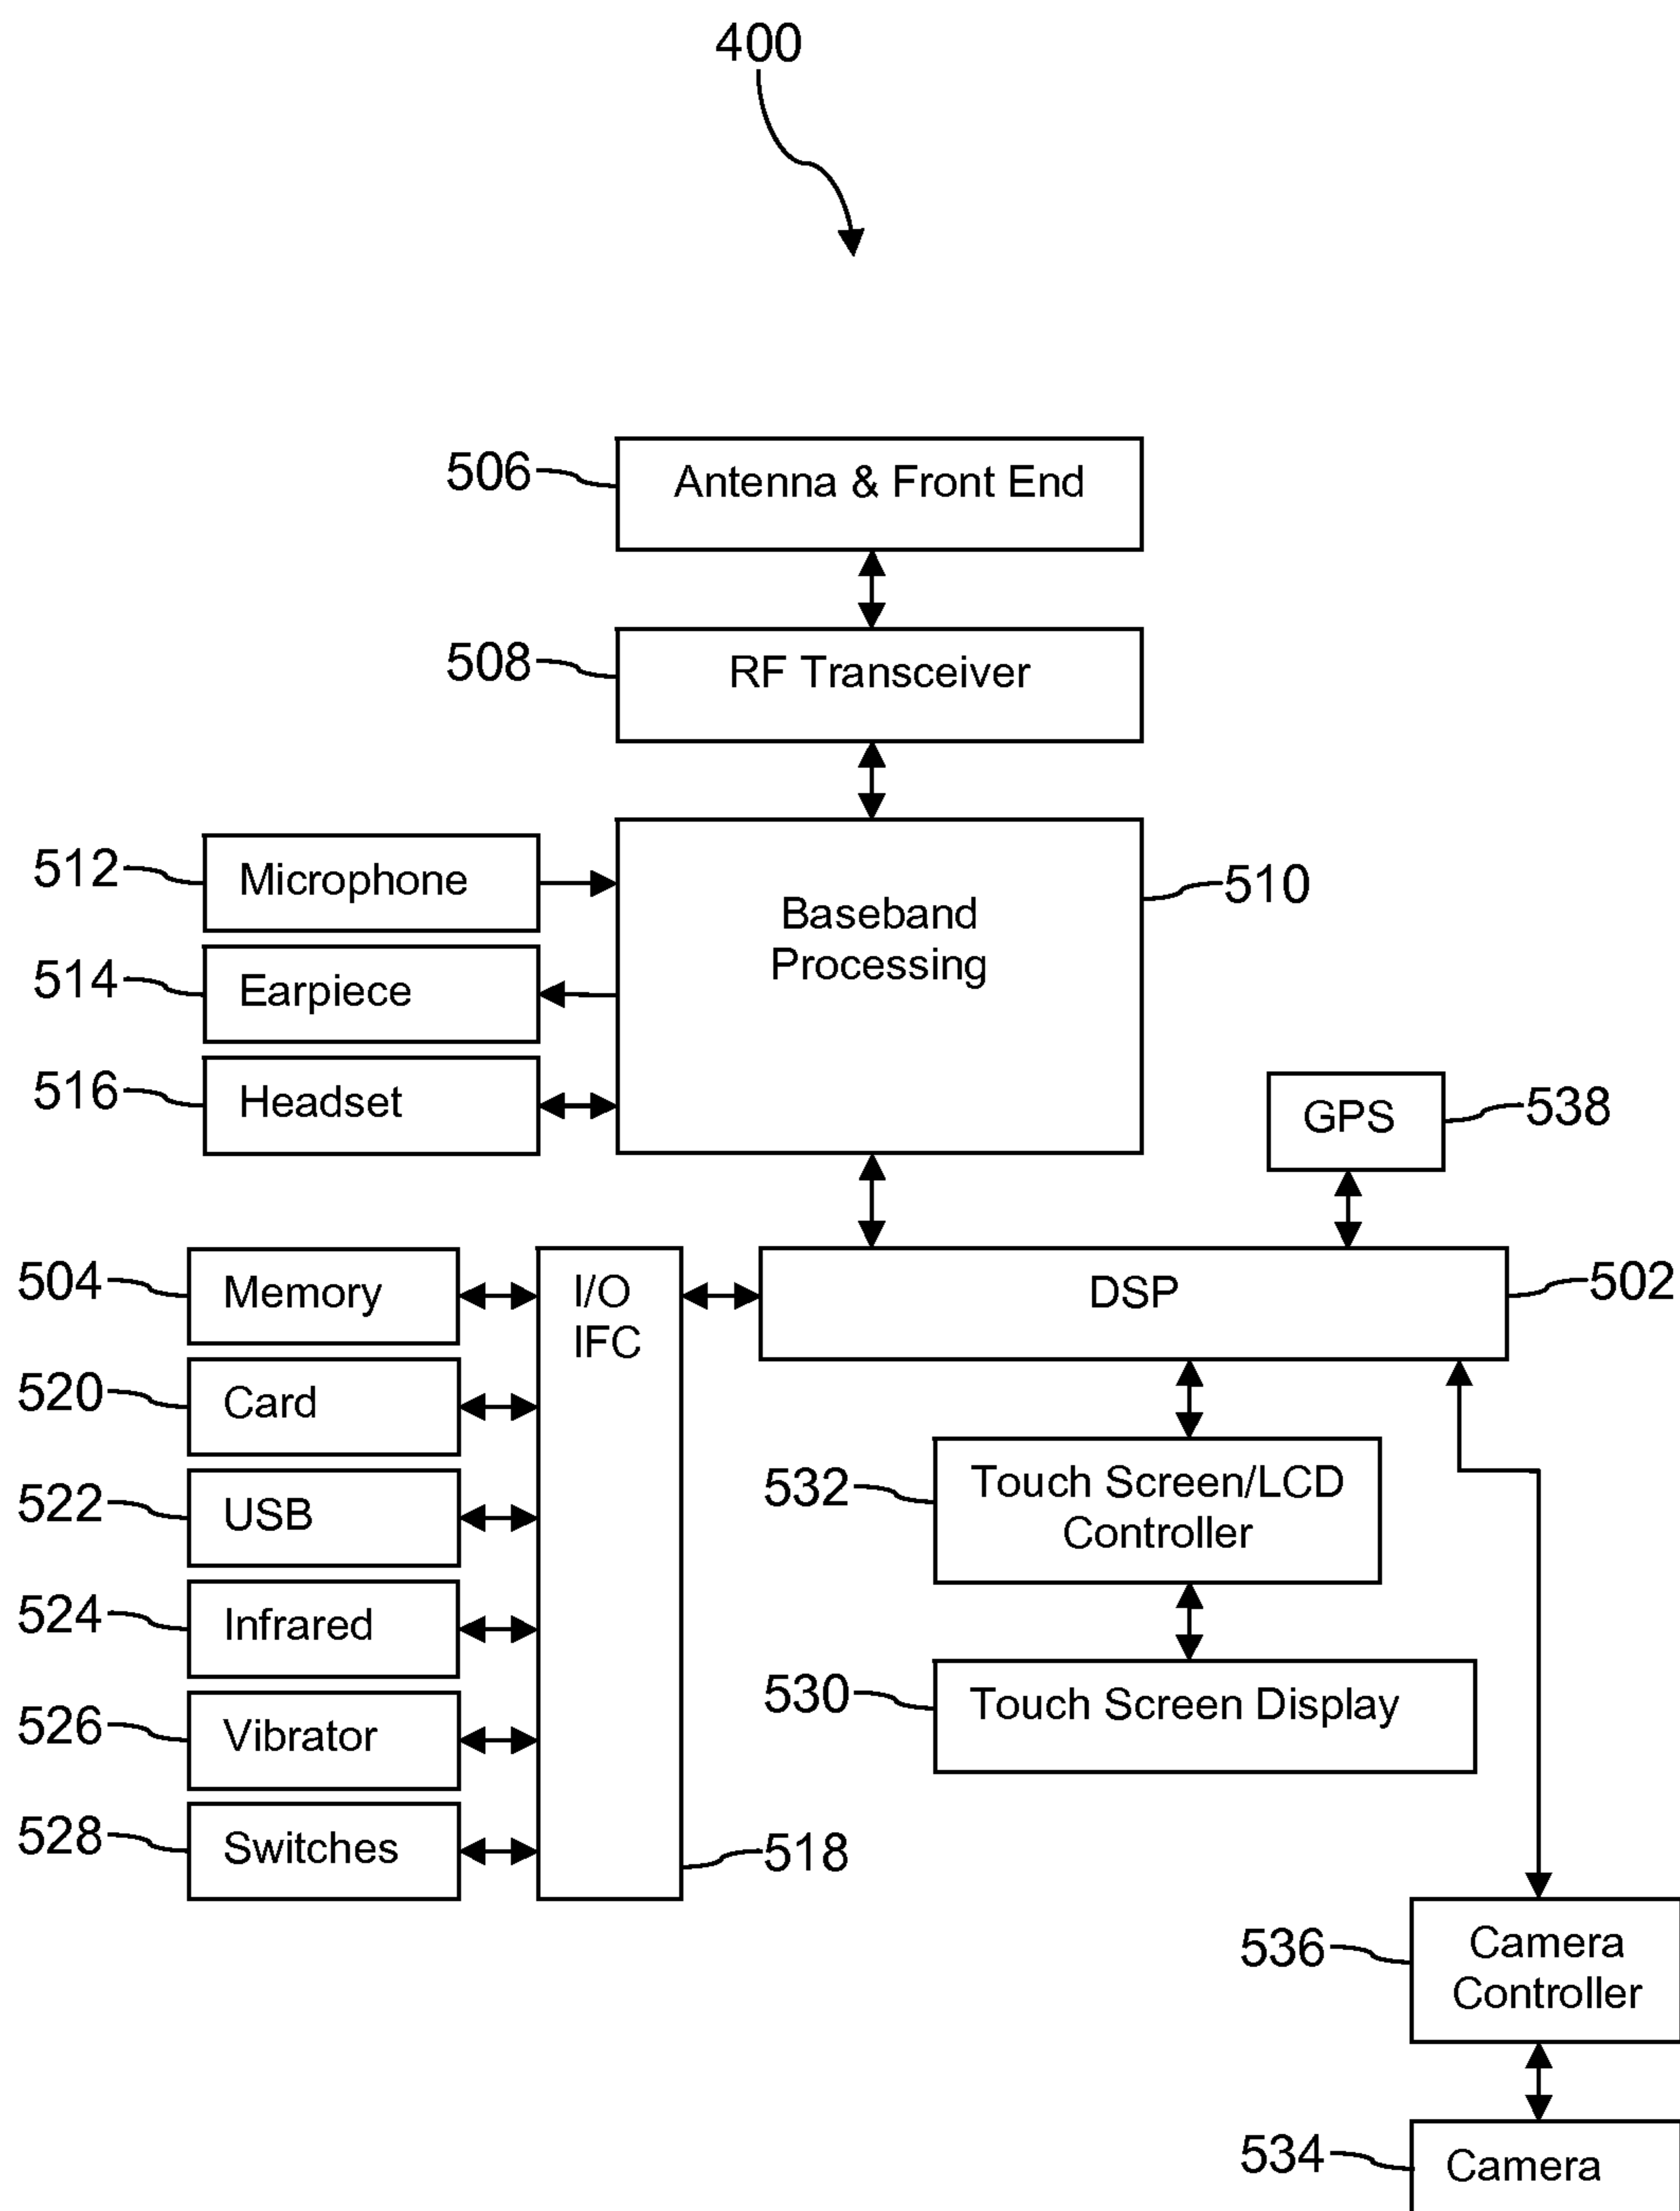 400
506
Antenna & Front End
508
RF Transceiver
512
Microphone
Baseband
Processing
510
514
Earpiece
516
Headset
GPS
538
504
Memory
I/O
IFC
DSP
502
520
Card
522
USB
532
Touch Screen/LCD
Controller
524
Infrared
530
Touch Screen Display
526
Vibrator
528
Switches
518
536
Camera
Controller
534
Camera